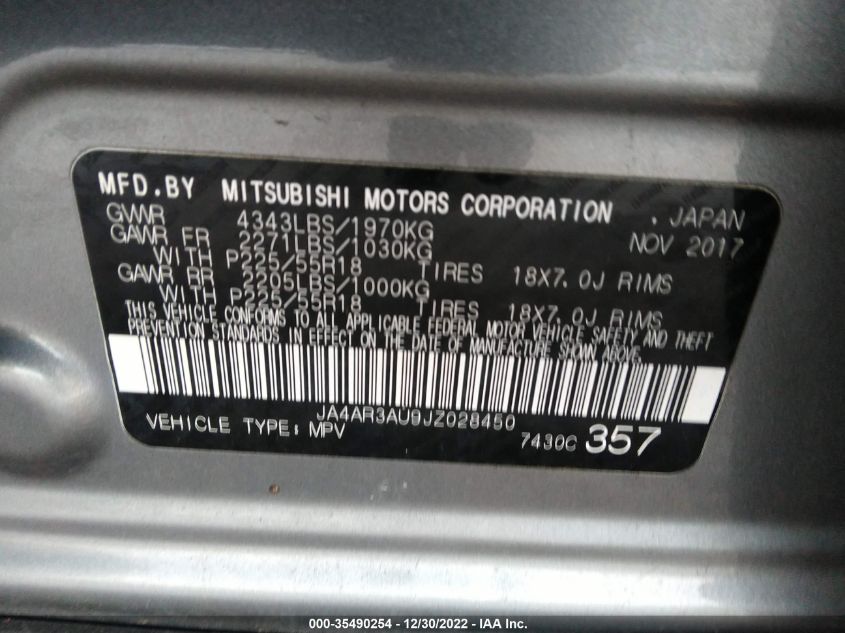 MFD.BY MITSUBISHI MOTORS CORPORATION . JAPAN
GVWR 4343LBS/1970KG NOV 2017
GAWR FR 2271LBS/1030KG
WITH P225/55R18 TIRES 18X7.0J RIMS
GAWR RR 2205LBS/1000KG
WITH P225/55R18 TIRES 18X7.0J RIMS
THIS VEHICLE CONFORMS TO ALL APPLICABLE FEDERAL MOTOR VEHICLE SAFETY AND THEFT
PREVENTION STANDARDS IN EFFECT ON THE DATE OF MANUFACTURE SHOWN ABOVE.
JA4AR3AU9JZ028450
VEHICLE TYPE: MPV 7430C 357
000-35490254 - 12/30/2022 - IAA Inc.